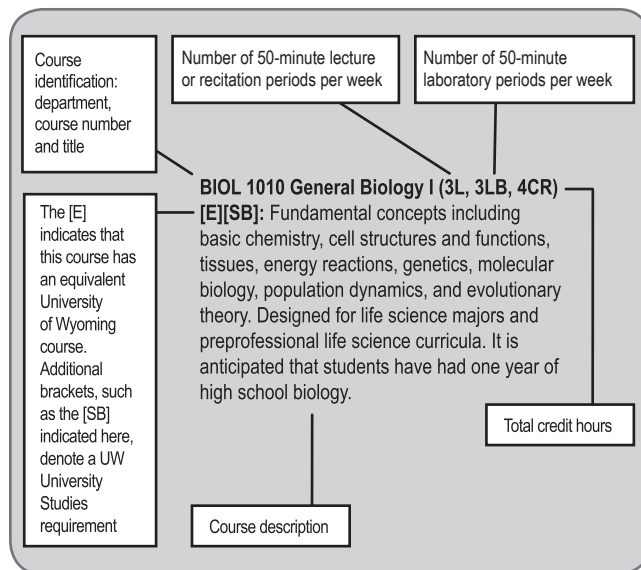 Course
identification:
department,
course number
and title
Number of 50-minute lecture
or recitation periods per week
Number of 50-minute
laboratory periods per week
BIOL 1010 General Biology I (3L, 3LB, 4CR)
[E][SB]: Fundamental concepts including
basic chemistry, cell structures and functions,
tissues, energy reactions, genetics, molecular
biology, population dynamics, and evolutionary
theory. Designed for life science majors and
preprofessional life science curricula. It is
anticipated that students have had one year of
high school biology.
The [E]
indicates that
this course has
an equivalent
University
of Wyoming
course.
Additional
brackets, such
as the [SB]
indicated here,
denote a UW
University
Studies
requirement
Total credit hours
Course description